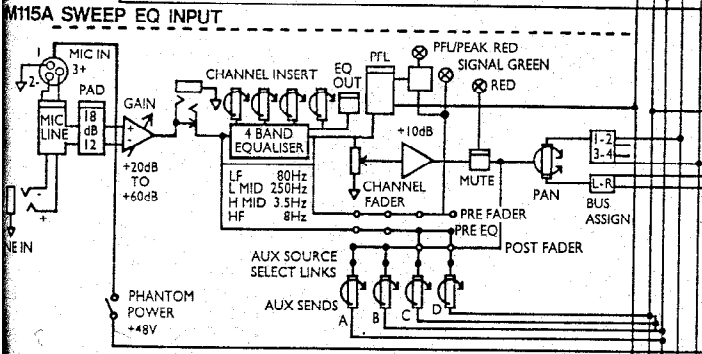 M115A SWEEP EQ INPUT
1
MIC IN
3+
2-
PAD
GAIN
MIC
LINE
18
dB
12
+
-
+20dB
TO
+60dB
-
+
NE IN
CHANNEL INSERT
EQ
OUT
PFL
PFL/PEAK RED
SIGNAL GREEN
RED
4 BAND
EQUALISER
LF 80Hz
L MID 250Hz
H MID 3.5Hz
HF 8Hz
+10dB
CHANNEL
FADER
MUTE
PAN
1-2
3-4
L-R
BUS
ASSIGN
PRE FADER
PRE EQ
POST FADER
AUX SOURCE
SELECT LINKS
AUX SENDS
A
B
C
D
PHANTOM
POWER
+48V